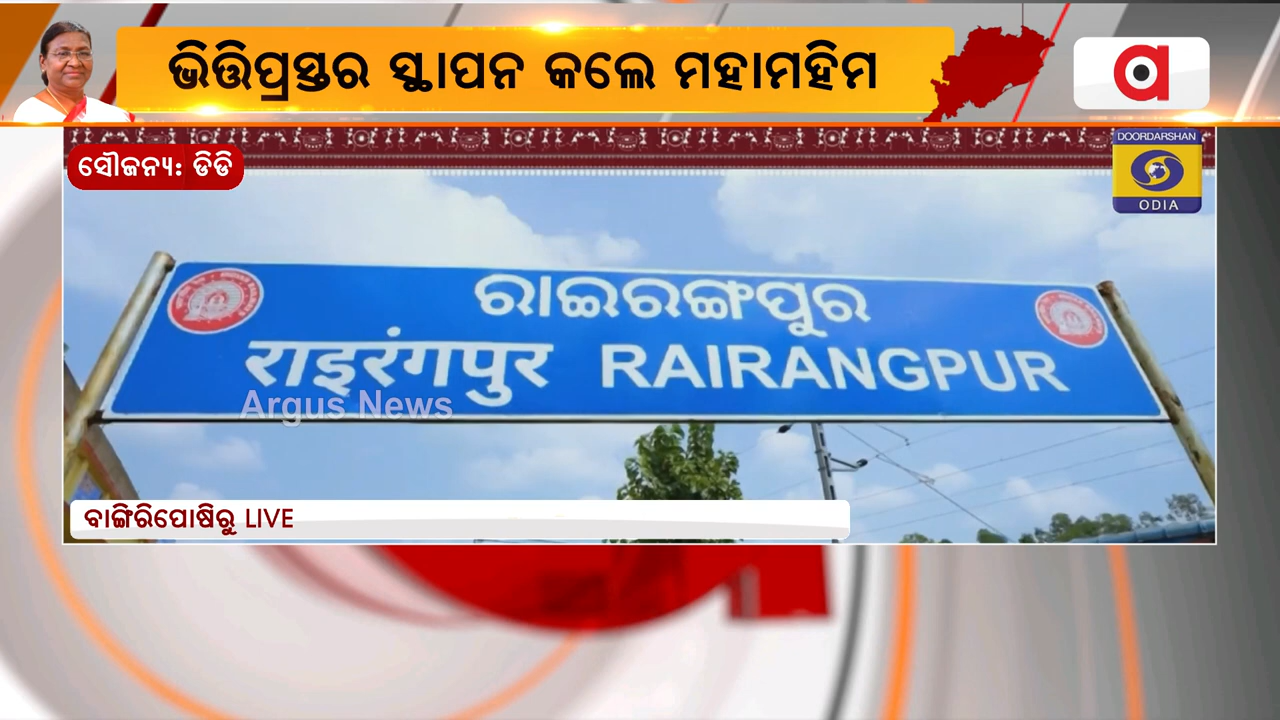 ଭିତ୍ତିପ୍ରସ୍ତର ସ୍ଥାପନ କଲେ ମହାମହିମ
ସୌଜନ୍ୟ: ଡିଡି
DOORDARSHAN
ODIA
ରାଇରଙ୍ଗପୁର
राइरंगपुर RAIRANGPUR
Argus News
ବାଙ୍ଗିରିପୋଷିରୁ LIVE